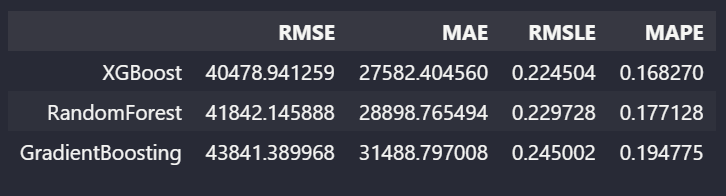 RMSE MAE RMSLE MAPE
XGBoost 40478.941259 27582.404560 0.224504 0.168270
RandomForest 41842.145888 28898.765494 0.229728 0.177128
GradientBoosting 43841.389968 31488.797008 0.245002 0.194775